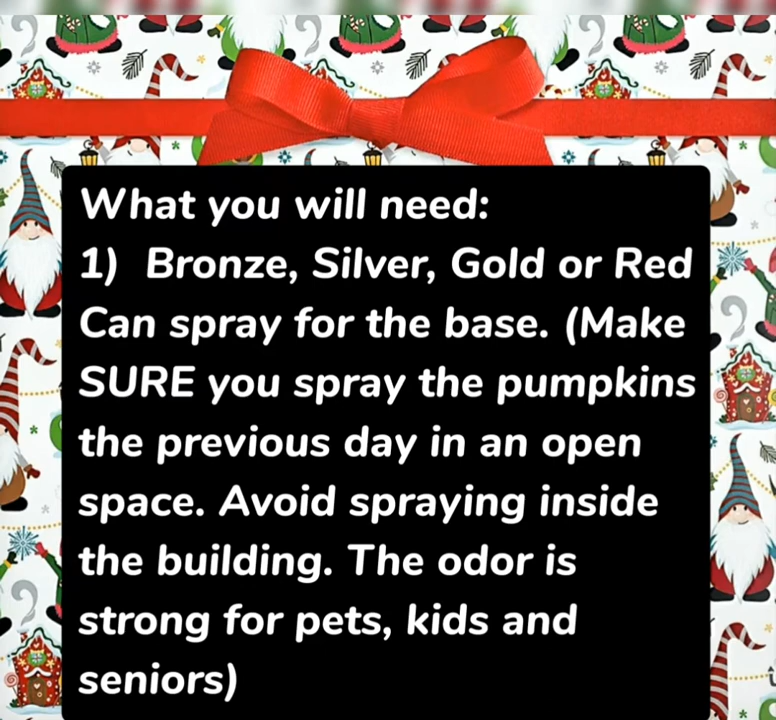 What you will need:
1) Bronze, Silver, Gold or Red
Can spray for the base. (Make
SURE you spray the pumpkins
the previous day in an open
space. Avoid spraying inside
the building. The odor is
strong for pets, kids and
seniors)